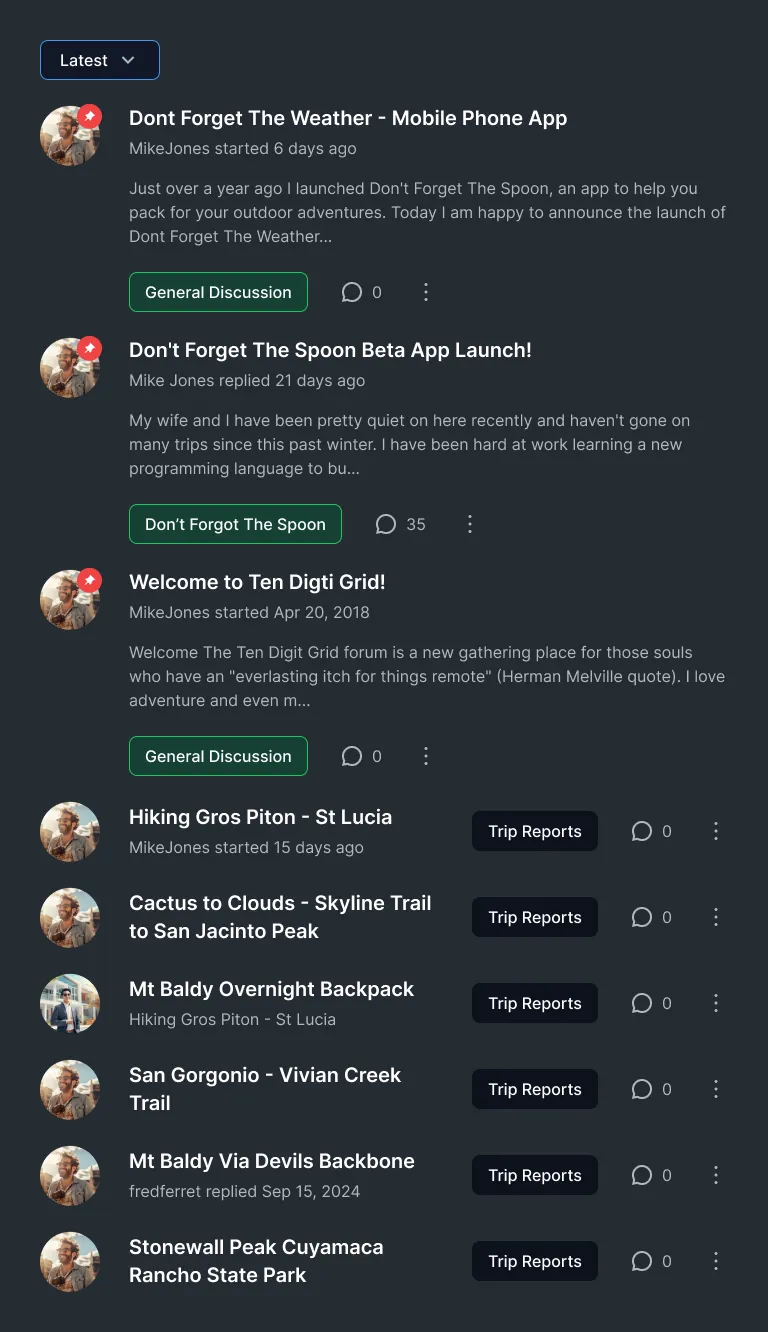 Latest
Dont Forget The Weather - Mobile Phone App
MikeJones started 6 days ago
Just over a year ago I launched Don't Forget The Spoon, an app to help you
pack for your outdoor adventures. Today I am happy to announce the launch of
Dont Forget The Weather...
General Discussion 0
Don't Forget The Spoon Beta App Launch!
Mike Jones replied 21 days ago
My wife and I have been pretty quiet on here recently and haven't gone on
many trips since this past winter. I have been hard at work learning a new
programming language to bu...
Don’t Forgot The Spoon 35
Welcome to Ten Digti Grid!
MikeJones started Apr 20, 2018
Welcome The Ten Digit Grid forum is a new gathering place for those souls
who have an "everlasting itch for things remote" (Herman Melville quote). I love
adventure and even m...
General Discussion 0
Hiking Gros Piton - St Lucia
MikeJones started 15 days ago
Trip Reports 0
Cactus to Clouds - Skyline Trail
to San Jacinto Peak
Trip Reports 0
Mt Baldy Overnight Backpack
Hiking Gros Piton - St Lucia
Trip Reports 0
San Gorgonio - Vivian Creek
Trail
Trip Reports 0
Mt Baldy Via Devils Backbone
fredferret replied Sep 15, 2024
Trip Reports 0
Stonewall Peak Cuyamaca
Rancho State Park
Trip Reports 0